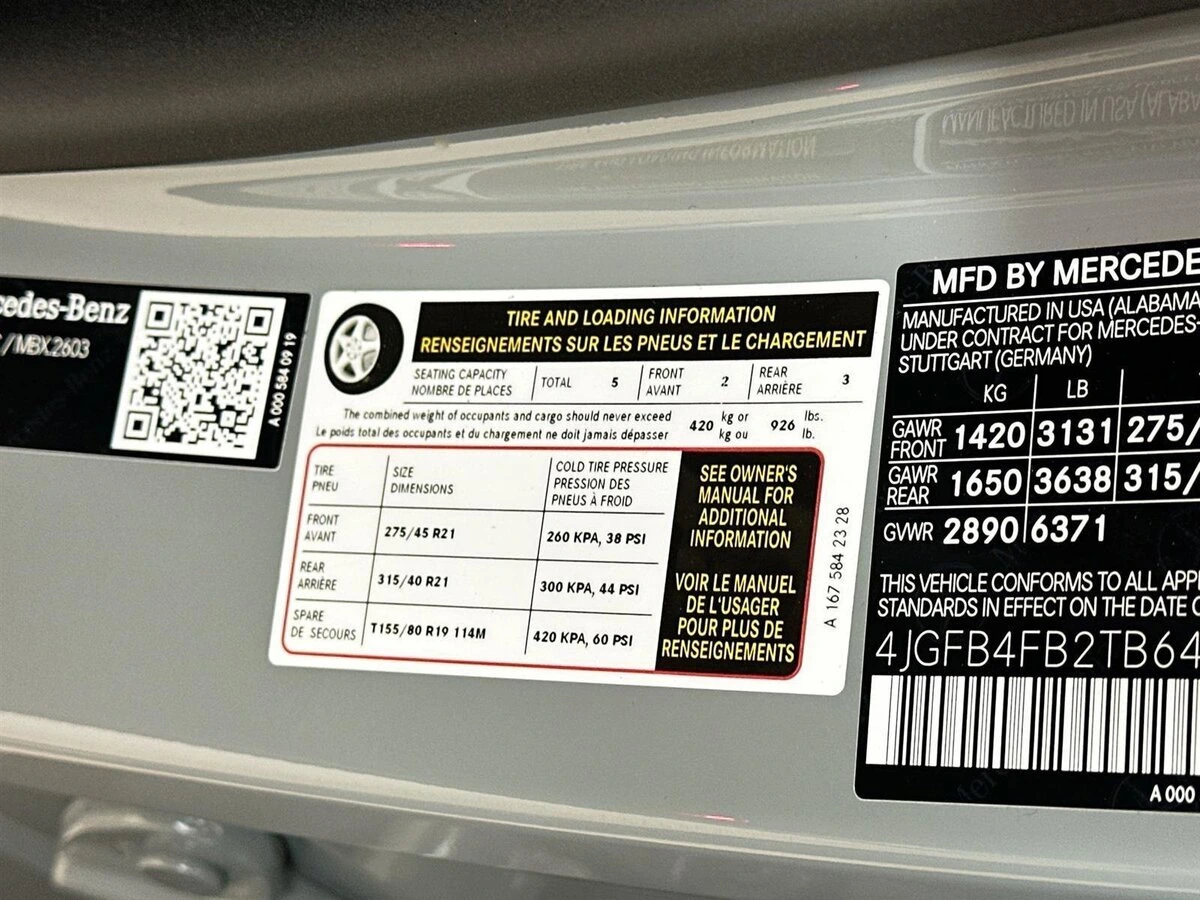 cedes-Benz
/MBX.2603
A 000 584 09 19
TIRE AND LOADING INFORMATION
RENSEIGNEMENTS SUR LES PNEUS ET LE CHARGEMENT
SEATING CAPACITY
NOMBRE DE PLACES
TOTAL 5
FRONT
AVANT 2
REAR
ARRIÈRE 3
The combined weight of occupants and cargo should never exceed
Le poids total des occupants et du chargement ne doit jamais dépasser
420 kg or
kg ou
926 lbs.
lb.
TIRE
PNEU
SIZE
DIMENSIONS
COLD TIRE PRESSURE
PRESSION DES
PNEUS À FROID
FRONT
AVANT
275/45 R21
260 KPA, 38 PSI
REAR
ARRIÈRE
315/40 R21
300 KPA, 44 PSI
SPARE
DE SECOURS
T155/80 R19 114M
420 KPA, 60 PSI
SEE OWNER'S
MANUAL FOR
ADDITIONAL
INFORMATION
VOIR LE MANUEL
DE L'USAGER
POUR PLUS DE
RENSEIGNEMENTS
A 167 584 23 28
MFD BY MERCEDE
MANUFACTURED IN USA (ALABAMA
UNDER CONTRACT FOR MERCEDES
STUTTGART (GERMANY)
KG LB
GAWR
FRONT 1420 3131 275/
GAWR
REAR 1650 3638 315/
GVWR 2890 6371
THIS VEHICLE CONFORMS TO ALL APP
STANDARDS IN EFFECT ON THE DATE O
4JGFB4FB2TB64
A 000